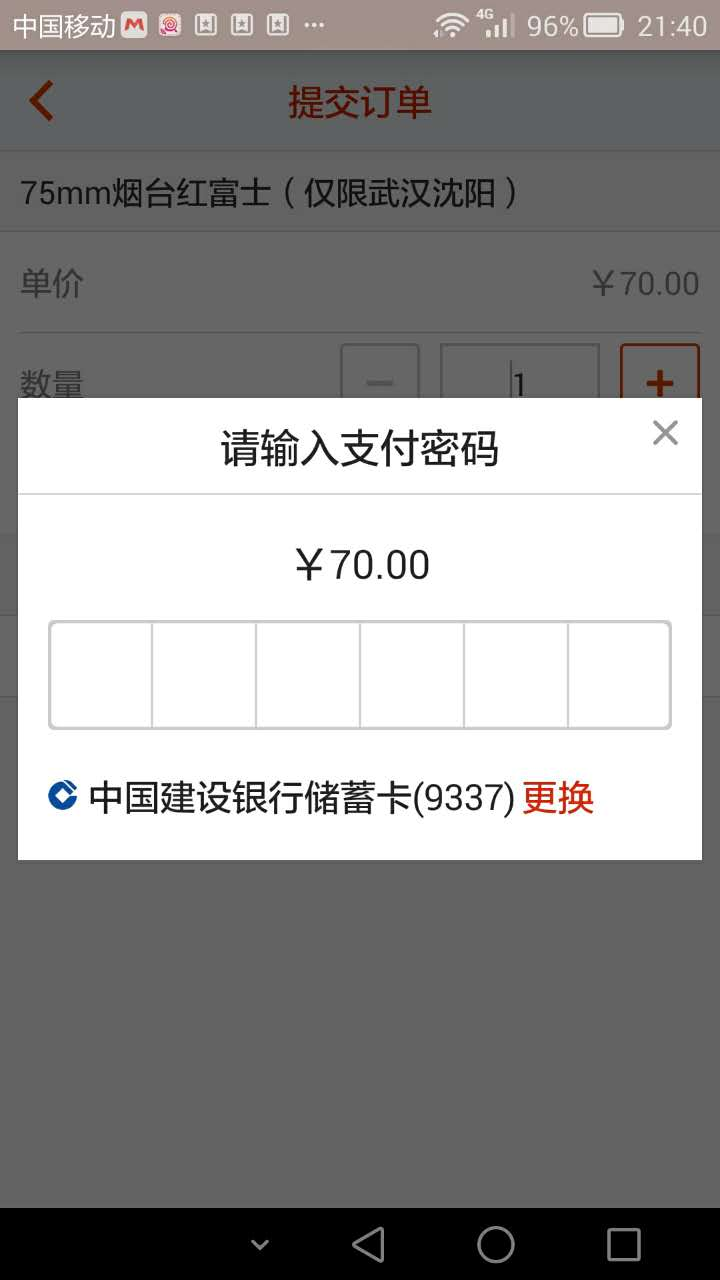 中国移动 4G 96% 21:40
提交订单
75mm烟台红富士（仅限武汉沈阳）
单价 ￥70.00
数量 1
请输入支付密码
￥70.00
中国建设银行储蓄卡(9337) 更换